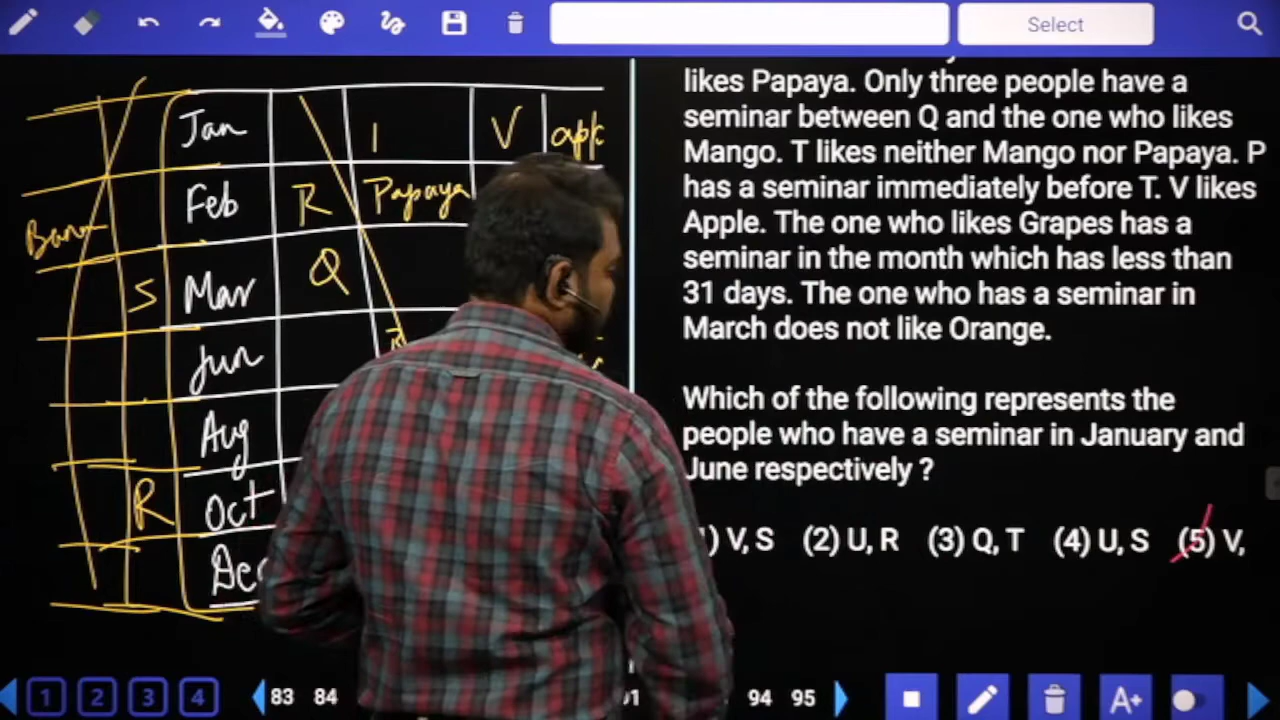 Select
Jan I V
Feb R Papaya
S Mar Q
Jun
Aug
R Oct
likes Papaya. Only three people have a
seminar between Q and the one who likes
Mango. T likes neither Mango nor Papaya. P
has a seminar immediately before T. V likes
Apple. The one who likes Grapes has a
seminar in the month which has less than
31 days. The one who has a seminar in
March does not like Orange.
Which of the following represents the
people who have a seminar in January and
June respectively ?
) V, S (2) U, R (3) Q, T (4) U, S (5) V,
1 2 3 4 83 84 94 95 A+